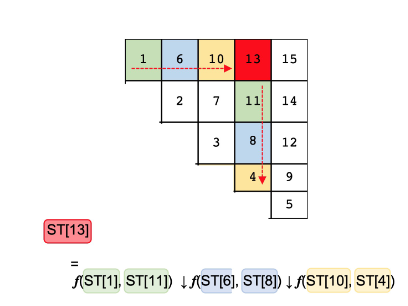 1 6 10 13 15
2 7 11 14
3 8 12
4 9
5
ST[13]
=
f(ST[1], ST[11]) ↓f(ST[6], ST[8])↓f(ST[10], ST[4])